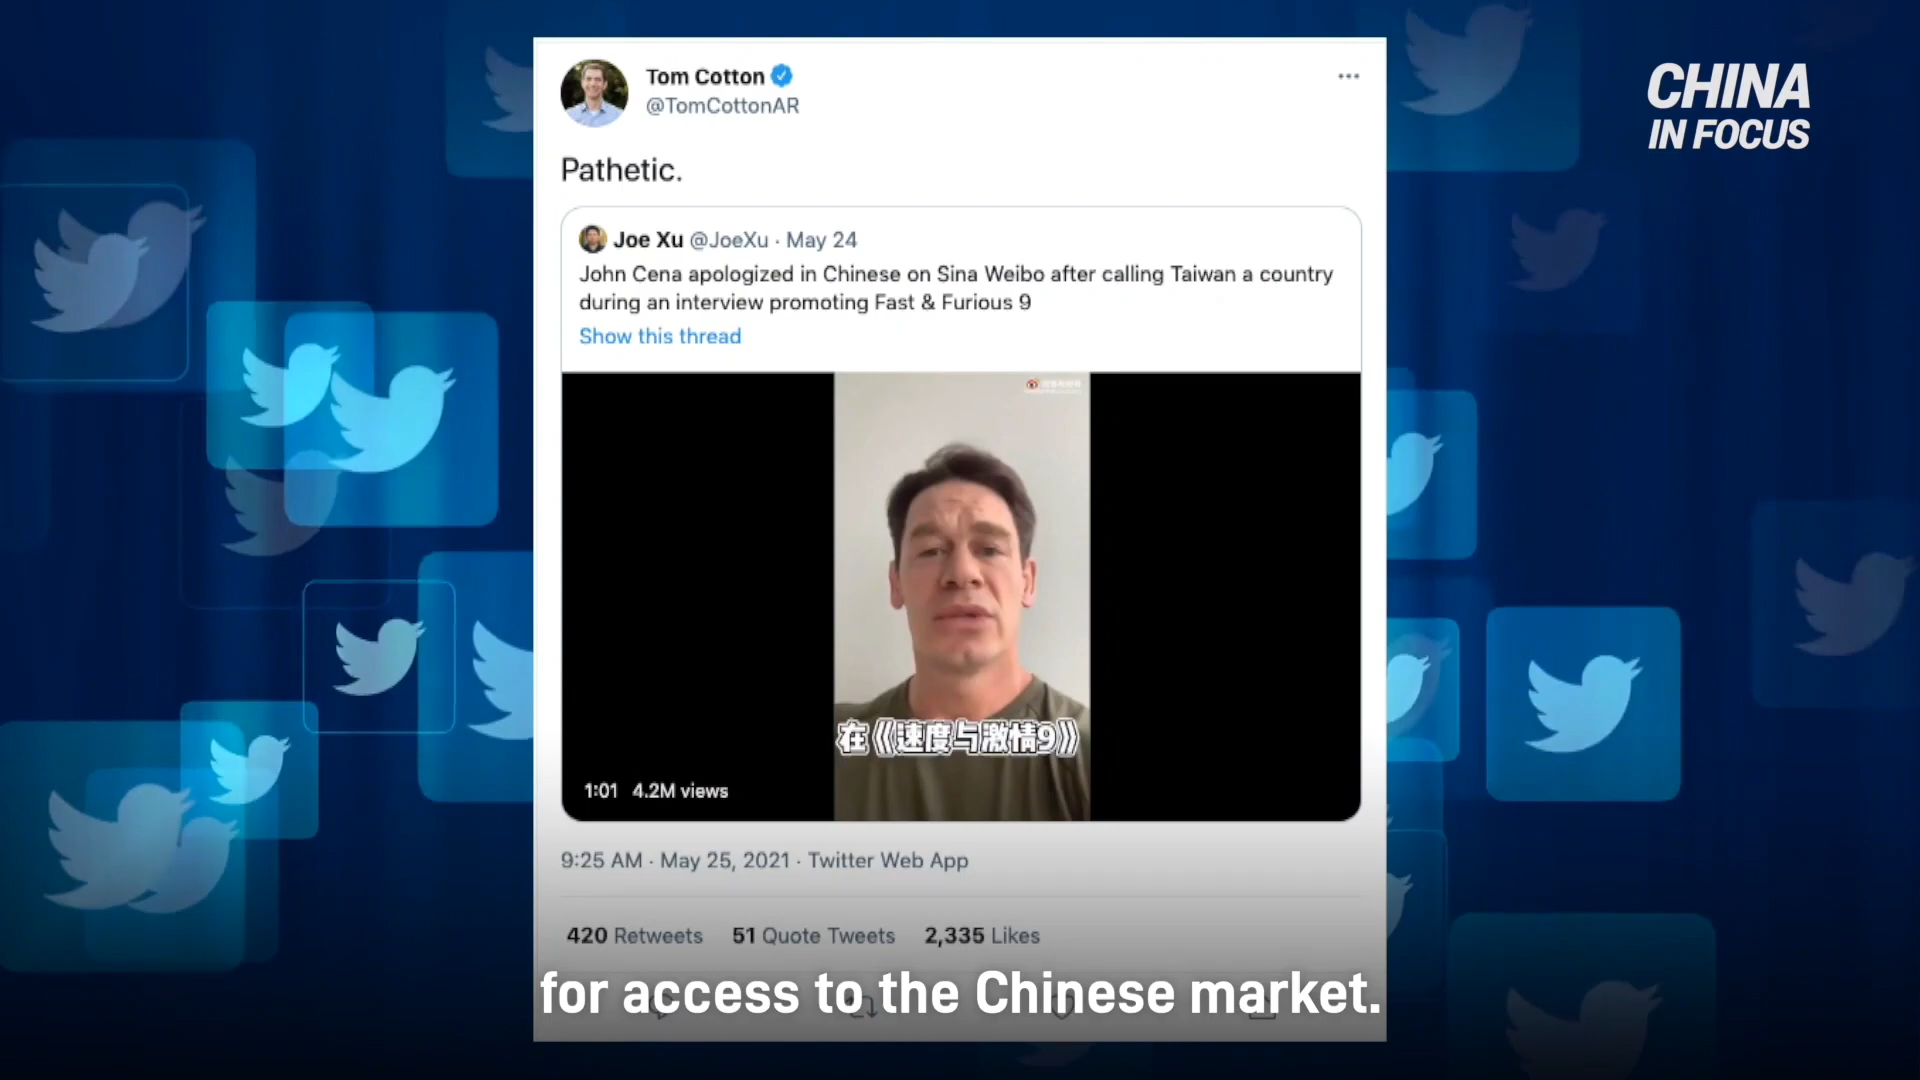 CHINA
IN FOCUS
Tom Cotton
@TomCottonAR
Pathetic.
Joe Xu @JoeXu · May 24
John Cena apologized in Chinese on Sina Weibo after calling Taiwan a country
during an interview promoting Fast & Furious 9
Show this thread
在《速度与激情9》
1:01 4.2M views
9:25 AM · May 25, 2021 · Twitter Web App
420 Retweets 51 Quote Tweets 2,335 Likes
for access to the Chinese market.